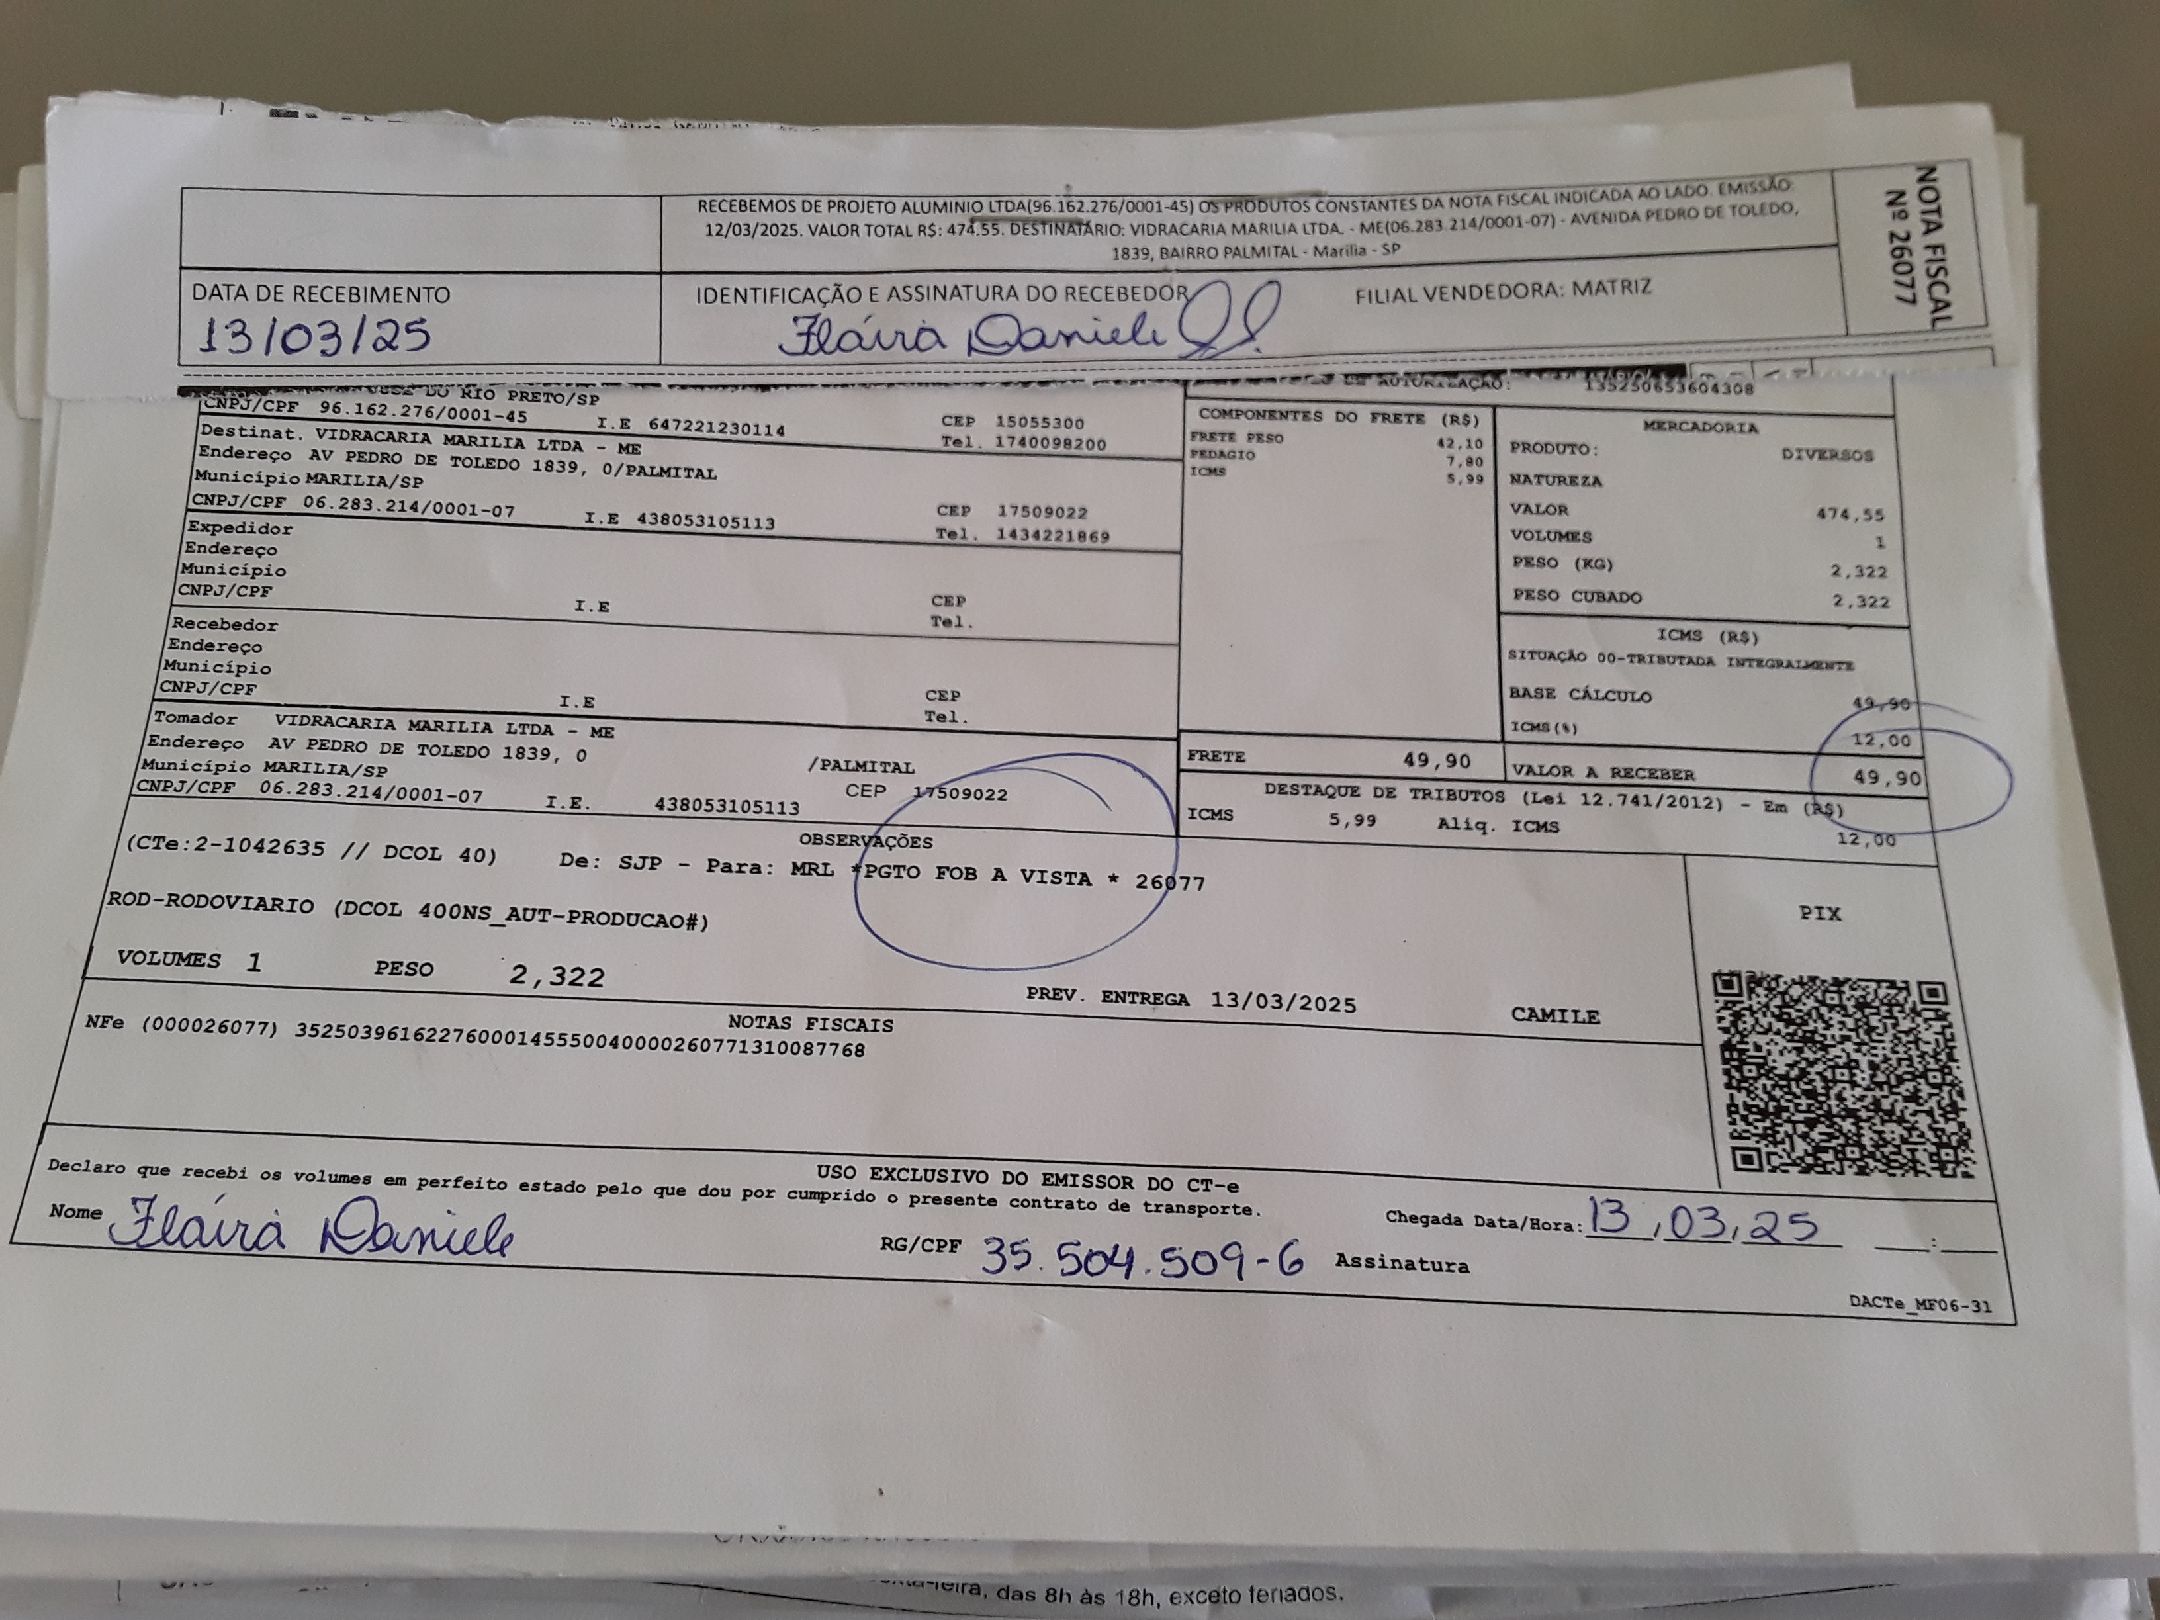 RECEBEMOS DE PROJETO ALUMINIO LTDA(96.162.276/0001-45) OS PRODUTOS CONSTANTES DA NOTA FISCAL INDICADA AO LADO. EMISSÃO:
12/03/2025. VALOR TOTAL R$: 474.55. DESTINATÁRIO: VIDRACARIA MARILIA LTDA. - ME(06.283.214/0001-07) - AVENIDA PEDRO DE TOLEDO,
1839, BAIRRO PALMITAL - Marília - SP
NOTA FISCAL
Nº 26077
DATA DE RECEBIMENTO
13/03/25
IDENTIFICAÇÃO E ASSINATURA DO RECEBEDOR
Fláira Daniele
FILIAL VENDEDORA: MATRIZ
DO RIO PRETO/SP
CNPJ/CPF 96.162.276/0001-45 I.E 647221230114 CEP 15055300
Tel. 1740098200
Destinat. VIDRACARIA MARILIA LTDA - ME
Endereço AV PEDRO DE TOLEDO 1839, 0/PALMITAL
Município MARILIA/SP
CNPJ/CPF 06.283.214/0001-07 I.E 438053105113 CEP 17509022
Tel. 1434221869
Expedidor
Endereço
Município
CNPJ/CPF I.E CEP
Tel.
Recebedor
Endereço
Município
CNPJ/CPF I.E CEP
Tel.
Tomador VIDRACARIA MARILIA LTDA - ME
Endereço AV PEDRO DE TOLEDO 1839, 0 /PALMITAL
Município MARILIA/SP CEP 17509022
CNPJ/CPF 06.283.214/0001-07 I.E. 438053105113
AUTORIZAÇÃO: 135250653604308
COMPONENTES DO FRETE (R$)
FRETE PESO 42,10
PEDAGIO 7,80
ICMS 5,99
MERCADORIA
PRODUTO: DIVERSOS
NATUREZA
VALOR 474,55
VOLUMES 1
PESO (KG) 2,322
PESO CUBADO 2,322
ICMS (R$)
SITUAÇÃO 00-TRIBUTADA INTEGRALMENTE
BASE CÁLCULO 49,90
ICMS(%) 12,00
FRETE 49,90
VALOR A RECEBER 49,90
DESTAQUE DE TRIBUTOS (Lei 12.741/2012) - Em (R$)
ICMS 5,99 Aliq. ICMS 12,00
OBSERVAÇÕES
(CTe:2-1042635 // DCOL 40) De: SJP - Para: MRL *PGTO FOB A VISTA * 26077
ROD-RODOVIARIO (DCOL 400NS_AUT-PRODUCAO#)
VOLUMES 1 PESO 2,322
PREV. ENTREGA 13/03/2025 CAMILE
PIX
NOTAS FISCAIS
NFe (000026077) 35250396162276000145550040000260771310087768
USO EXCLUSIVO DO EMISSOR DO CT-e
Declaro que recebi os volumes em perfeito estado pelo que dou por cumprido o presente contrato de transporte.
Nome Fláira Daniele
RG/CPF 35.504.509-6 Assinatura
Chegada Data/Hora: 13,03,25 :
DACTe_MF06-31
-feira, das 8h às 18h, exceto feriados.